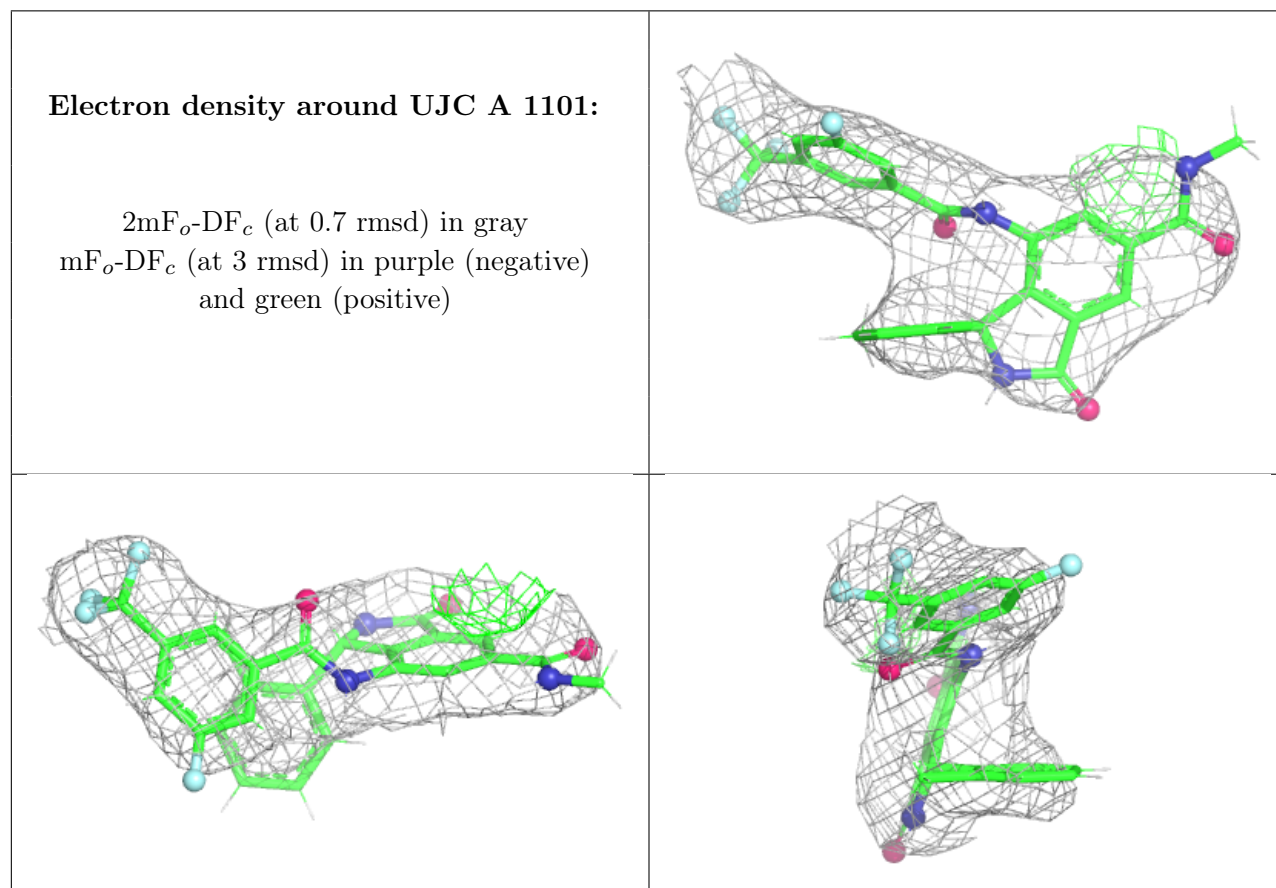 Electron density around UJC A 1101:
2mFo-DFc (at 0.7 rmsd) in gray
mFo-DFc (at 3 rmsd) in purple (negative)
and green (positive)